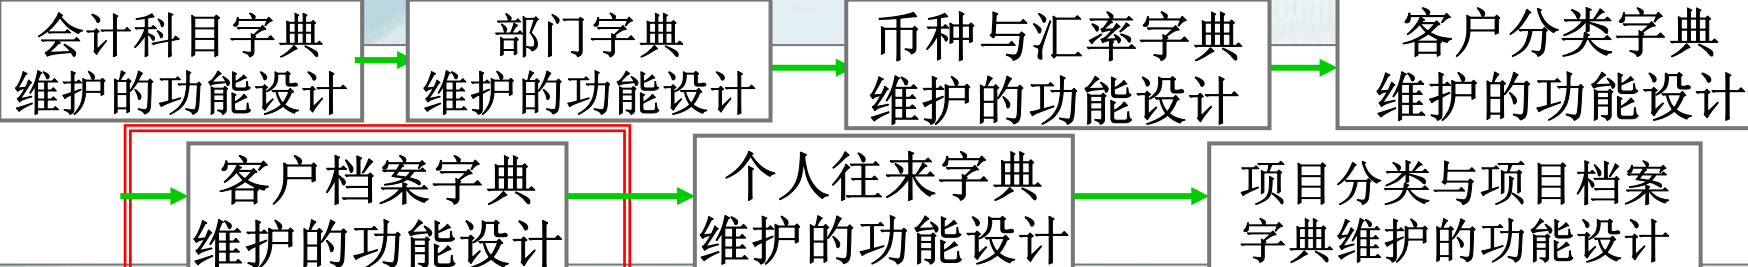 会计科目字典
维护的功能设计
部门字典
维护的功能设计
币种与汇率字典
维护的功能设计
客户分类字典
维护的功能设计
客户档案字典
维护的功能设计
个人往来字典
维护的功能设计
项目分类与项目档案
字典维护的功能设计